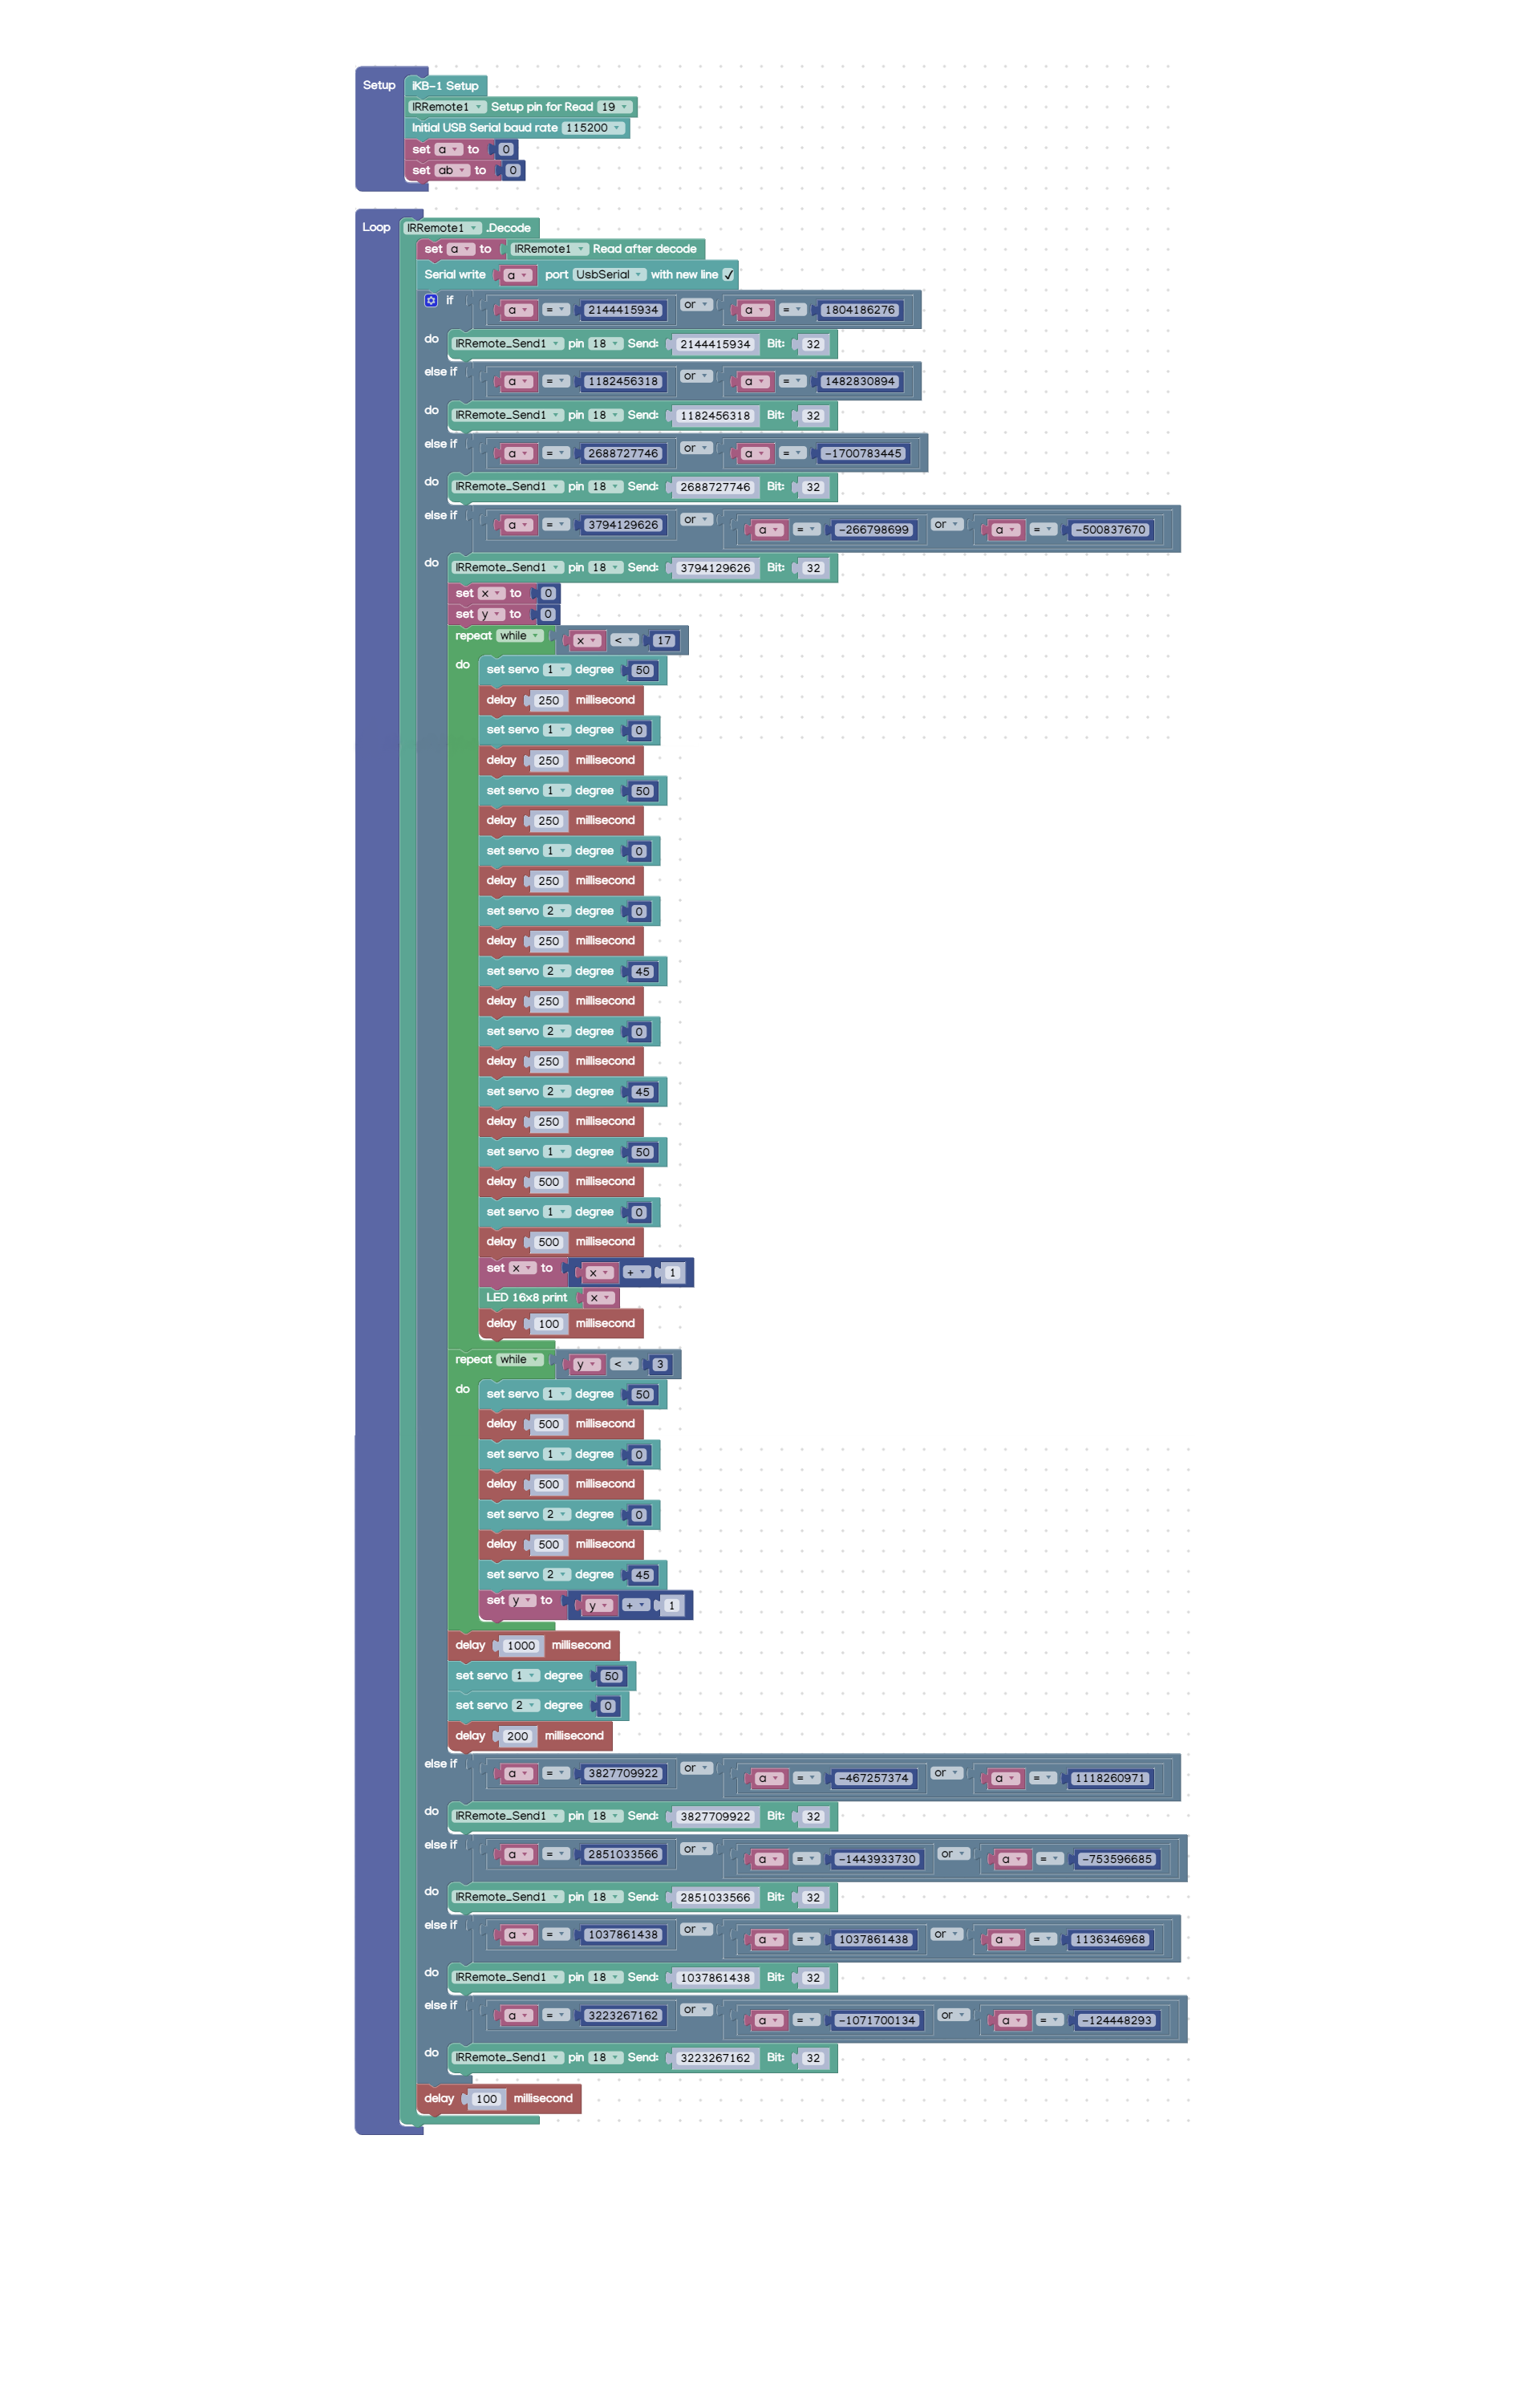 Setup
iKB-1 Setup
IRRemote1 Setup pin for Read 19
Initial USB Serial baud rate 115200
set a to 0
set ab to 0
Loop
IRRemote1 .Decode
set a to IRRemote1 Read after decode
Serial write a port UsbSerial with new line ✓
if a = 2144415934 or a = 1804186276
do IRRemote_Send1 pin 18 Send: 2144415934 Bit: 32
else if a = 1182456318 or a = 1482830894
do IRRemote_Send1 pin 18 Send: 1182456318 Bit: 32
else if a = 2688727746 or a = -1700783445
do IRRemote_Send1 pin 18 Send: 2688727746 Bit: 32
else if a = 3794129626 or a = -266798699 or a = -500837670
do IRRemote_Send1 pin 18 Send: 3794129626 Bit: 32
set x to 0
set y to 0
repeat while x < 17
do set servo 1 degree 50
delay 250 millisecond
set servo 1 degree 0
delay 250 millisecond
set servo 1 degree 50
delay 250 millisecond
set servo 1 degree 0
delay 250 millisecond
set servo 2 degree 0
delay 250 millisecond
set servo 2 degree 45
delay 250 millisecond
set servo 2 degree 0
delay 250 millisecond
set servo 2 degree 45
delay 250 millisecond
set servo 1 degree 50
delay 500 millisecond
set servo 1 degree 0
delay 500 millisecond
set x to x + 1
LED 16x8 print x
delay 100 millisecond
repeat while y < 3
do set servo 1 degree 50
delay 500 millisecond
set servo 1 degree 0
delay 500 millisecond
set servo 2 degree 0
delay 500 millisecond
set servo 2 degree 45
set y to y + 1
delay 1000 millisecond
set servo 1 degree 50
set servo 2 degree 0
delay 200 millisecond
else if a = 3827709922 or a = -467257374 or a = 1118260971
do IRRemote_Send1 pin 18 Send: 3827709922 Bit: 32
else if a = 2851033566 or a = -1443933730 or a = -753596685
do IRRemote_Send1 pin 18 Send: 2851033566 Bit: 32
else if a = 1037861438 or a = 1037861438 or a = 1136346968
do IRRemote_Send1 pin 18 Send: 1037861438 Bit: 32
else if a = 3223267162 or a = -1071700134 or a = -124448293
do IRRemote_Send1 pin 18 Send: 3223267162 Bit: 32
delay 100 millisecond